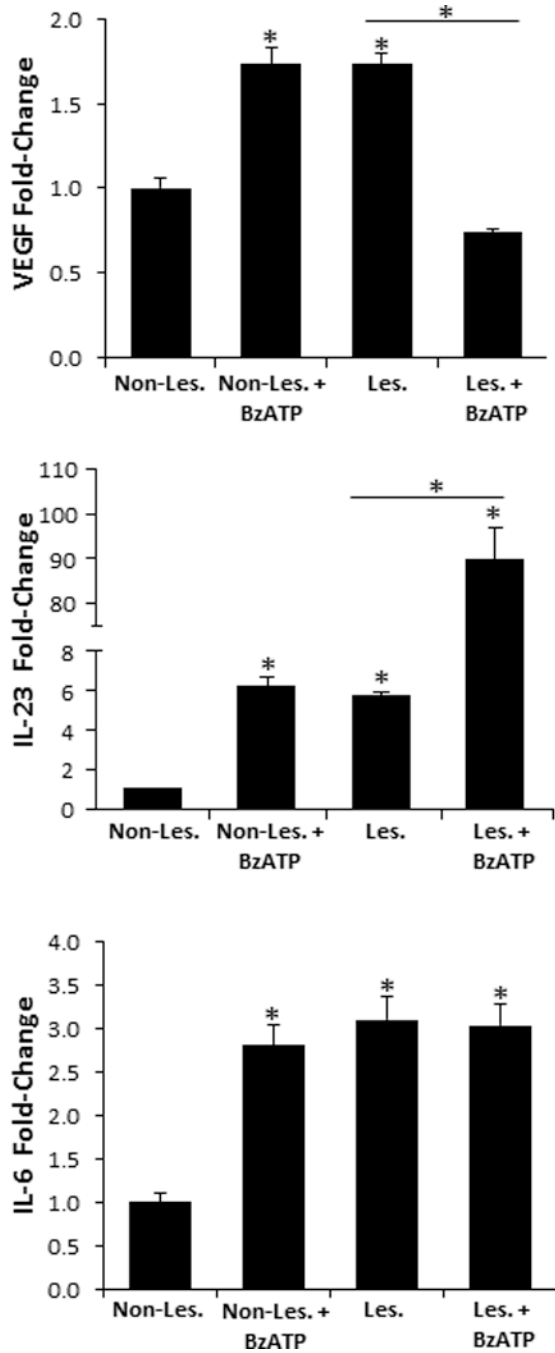 VEGF Fold-Change
2.0
1.5
1.0
0.5
0.0
*
*
*
Non-Les.
Non-Les. +
BzATP
Les.
Les. +
BzATP
IL-23 Fold-Change
110
100
90
80
8
6
4
2
0
*
*
*
*
Non-Les.
Non-Les. +
BzATP
Les.
Les. +
BzATP
IL-6 Fold-Change
4.0
3.5
3.0
2.5
2.0
1.5
1.0
0.5
0.0
*
*
*
Non-Les.
Non-Les. +
BzATP
Les.
Les. +
BzATP